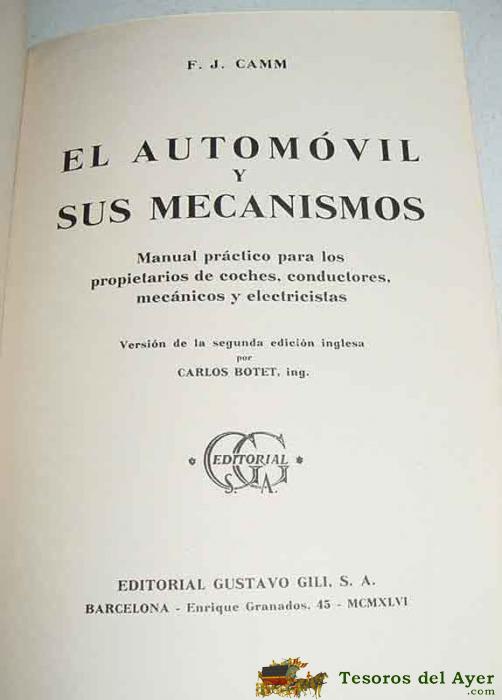 F. J. CAMM
EL AUTOMÓVIL
Y
SUS MECANISMOS
Manual práctico para los
propietarios de coches, conductores,
mecánicos y electricistas
Versión de la segunda edición inglesa
por
CARLOS BOTET, ing.
GG
EDITORIAL
S. A.
EDITORIAL GUSTAVO GILI, S. A.
BARCELONA - Enrique Granados, 45 - MCMXLVI
Tesoros del Ayer
.com